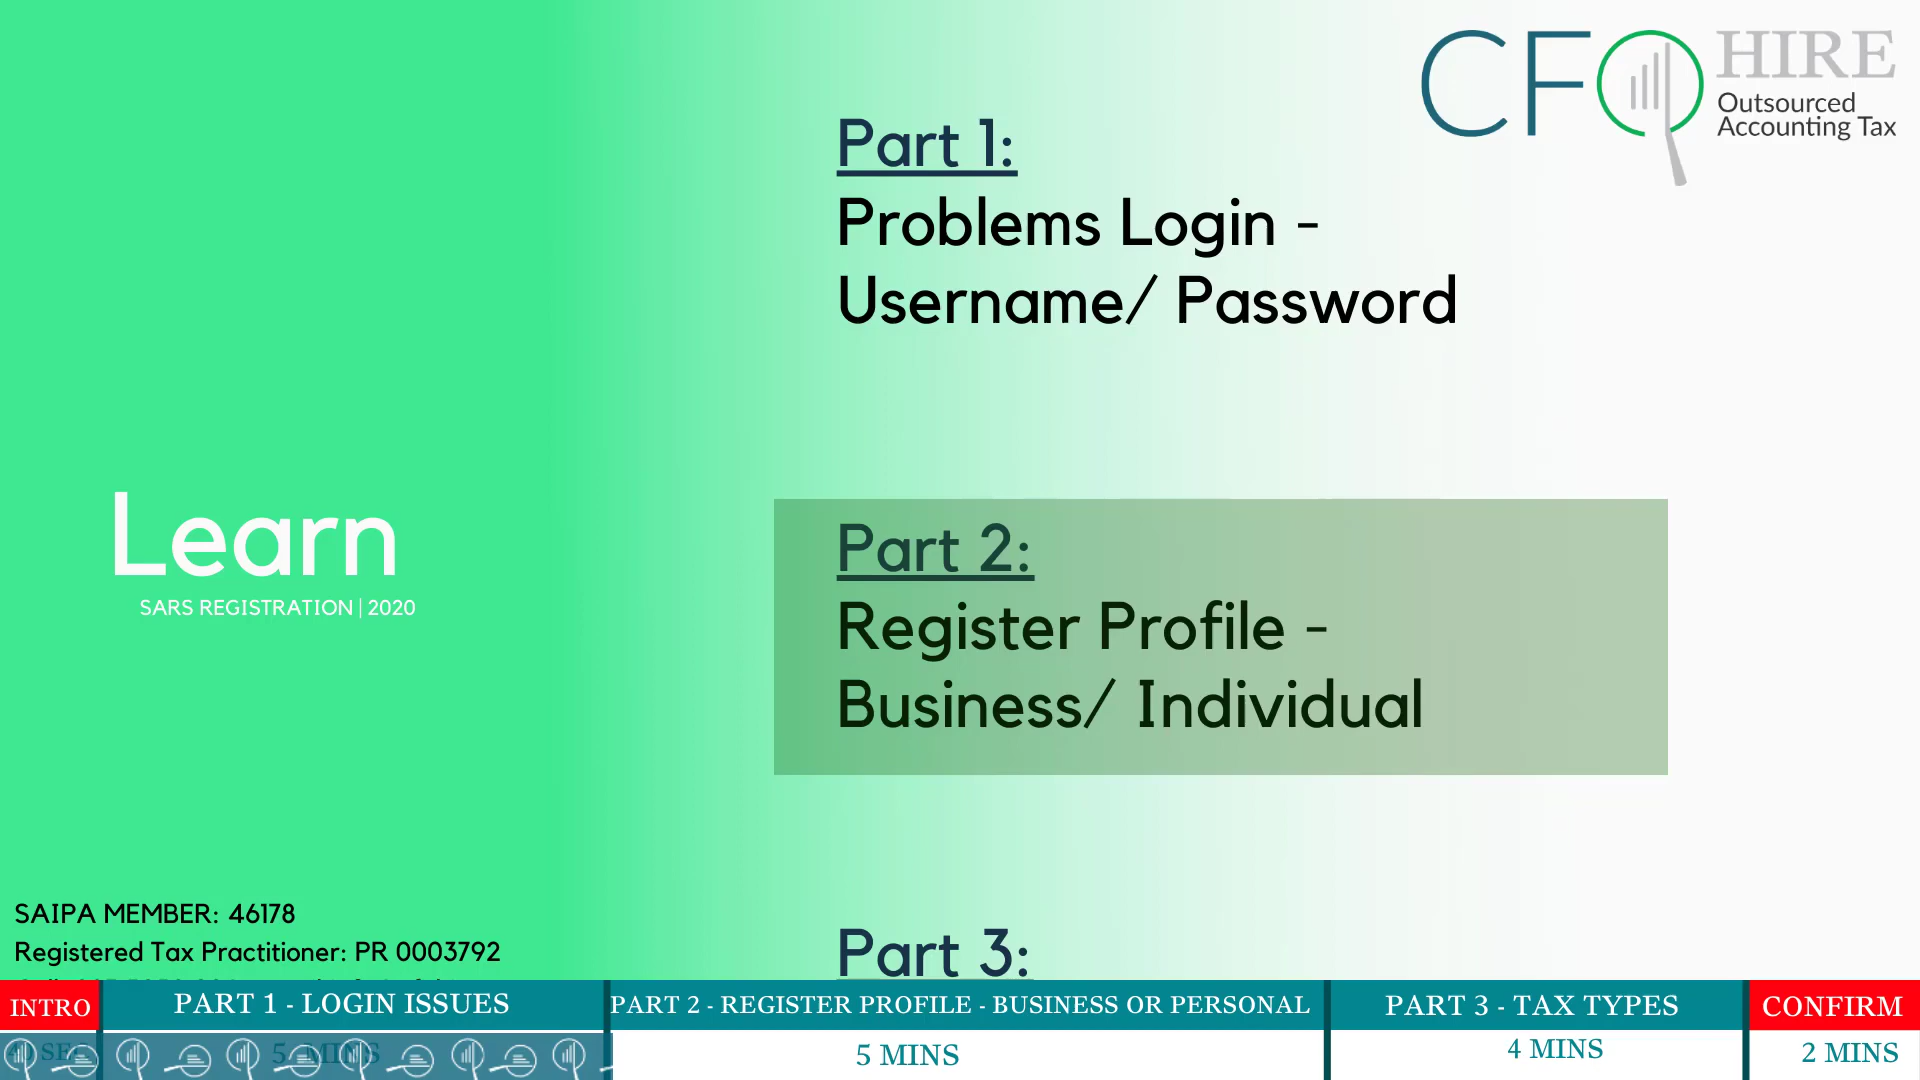 CFO HIRE
Outsourced
Accounting Tax
Part 1:
Problems Login -
Username/ Password
Learn
SARS REGISTRATION | 2020
Part 2:
Register Profile -
Business/ Individual
SAIPA MEMBER: 46178
Registered Tax Practitioner: PR 0003792
Part 3:
INTRO
PART 1 - LOGIN ISSUES
PART 2 - REGISTER PROFILE - BUSINESS OR PERSONAL
PART 3 - TAX TYPES
CONFIRM
5 MINS
5 MINS
4 MINS
2 MINS